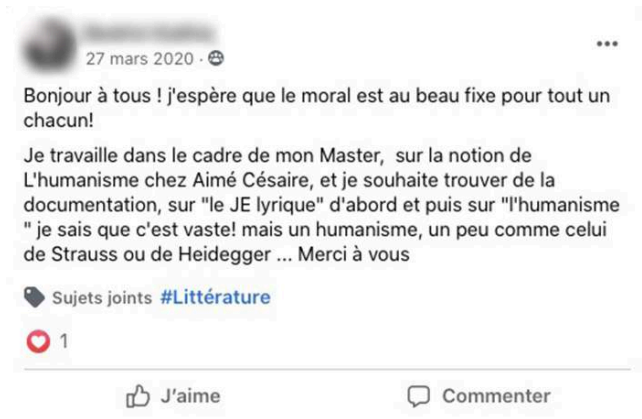 27 mars 2020 ·
Bonjour à tous ! j'espère que le moral est au beau fixe pour tout un
chacun!
Je travaille dans le cadre de mon Master, sur la notion de
L'humanisme chez Aimé Césaire, et je souhaite trouver de la
documentation, sur "le JE lyrique" d'abord et puis sur "l'humanisme
" je sais que c'est vaste! mais un humanisme, un peu comme celui
de Strauss ou de Heidegger ... Merci à vous
Sujets joints #Littérature
1
J'aime
Commenter